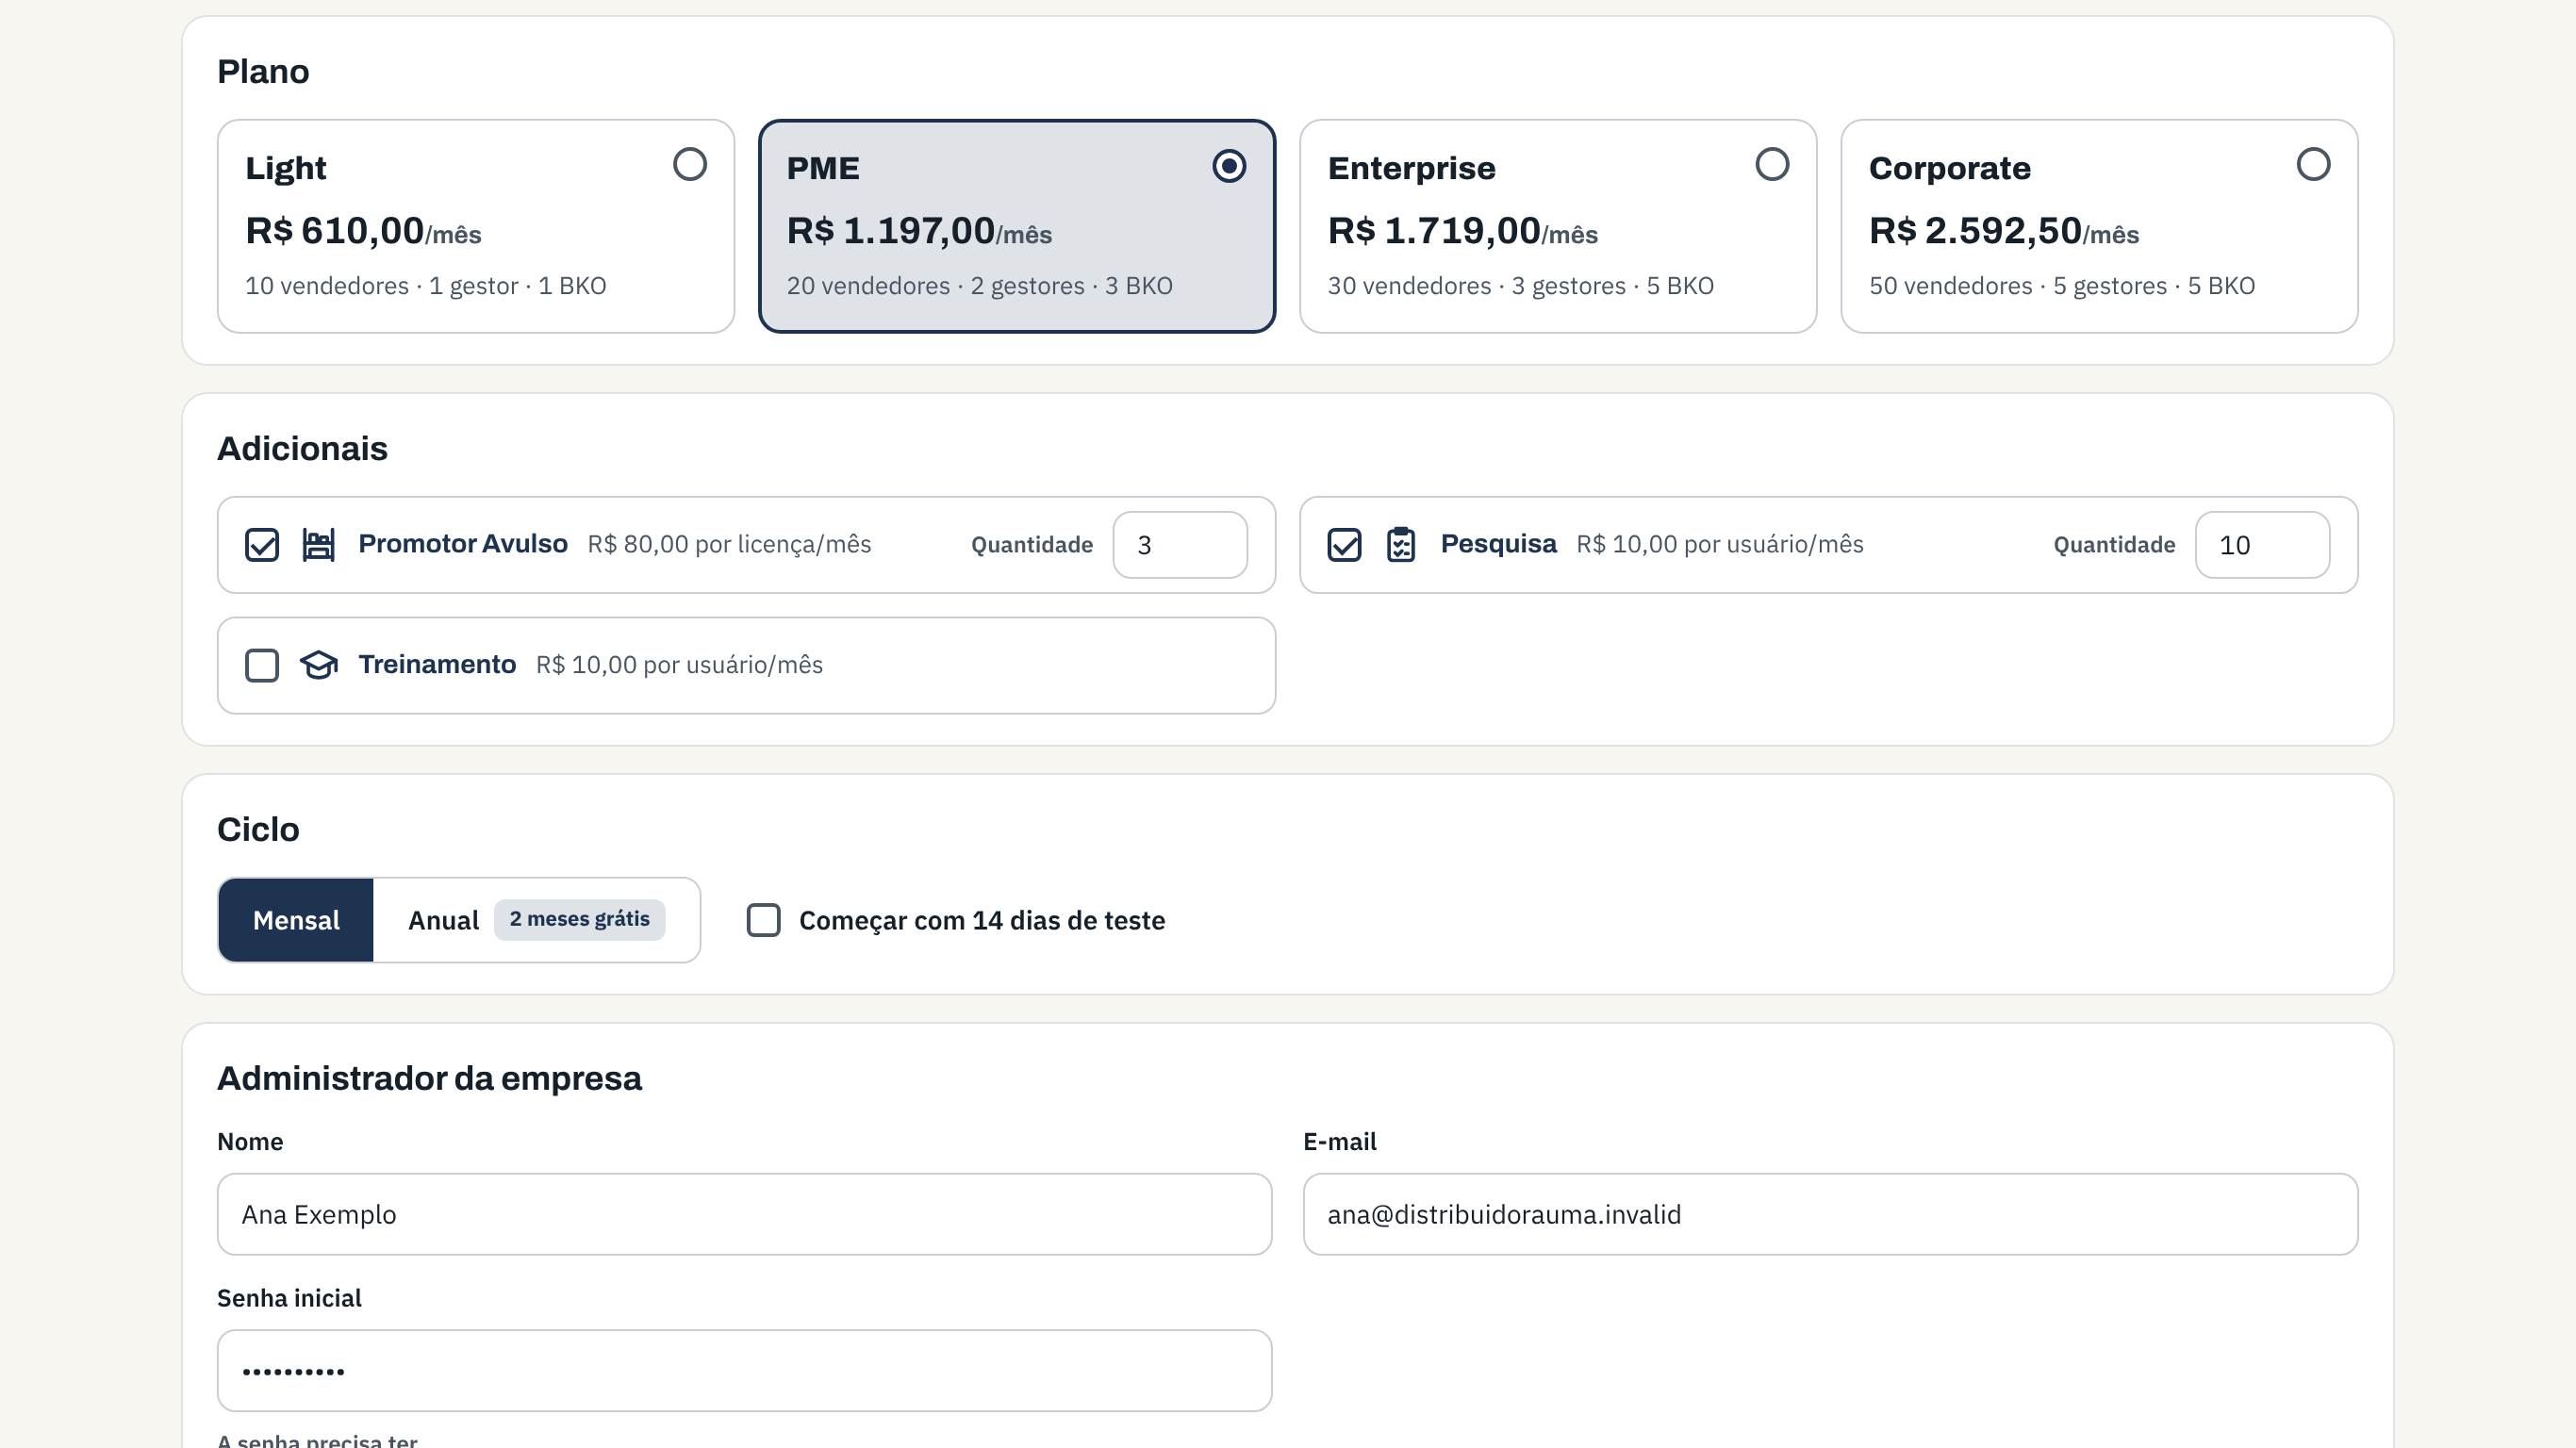 Plano
Light
R$ 610,00/mês
10 vendedores · 1 gestor · 1 BKO
PME
R$ 1.197,00/mês
20 vendedores · 2 gestores · 3 BKO
Enterprise
R$ 1.719,00/mês
30 vendedores · 3 gestores · 5 BKO
Corporate
R$ 2.592,50/mês
50 vendedores · 5 gestores · 5 BKO
Adicionais
Promotor Avulso R$ 80,00 por licença/mês Quantidade 3
Pesquisa R$ 10,00 por usuário/mês Quantidade 10
Treinamento R$ 10,00 por usuário/mês
Ciclo
Mensal Anual 2 meses grátis Começar com 14 dias de teste
Administrador da empresa
Nome
Ana Exemplo
E-mail
ana@distribuidorauma.invalid
Senha inicial
••••••••••
A senha precisa ter